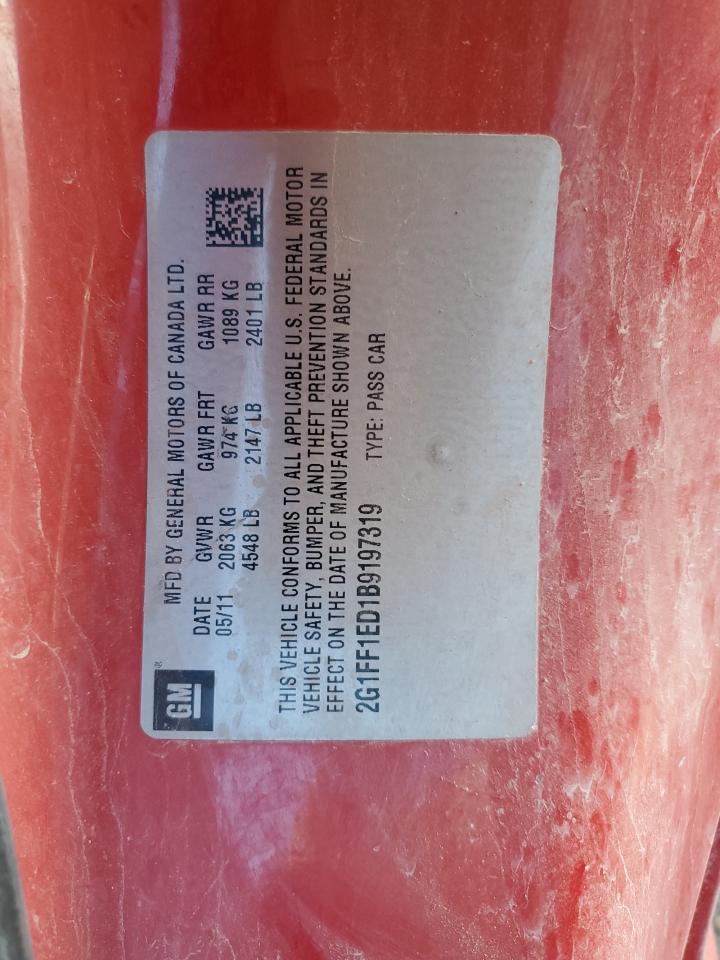 GM
MFD BY GENERAL MOTORS OF CANADA LTD.
DATE GVWR GAWR FRT GAWR RR
05/11 2063 KG 974 KG 1089 KG
4548 LB 2147 LB 2401 LB
THIS VEHICLE CONFORMS TO ALL APPLICABLE U.S. FEDERAL MOTOR
VEHICLE SAFETY, BUMPER, AND THEFT PREVENTION STANDARDS IN
EFFECT ON THE DATE OF MANUFACTURE SHOWN ABOVE.
2G1FF1ED1B9197319 TYPE: PASS CAR